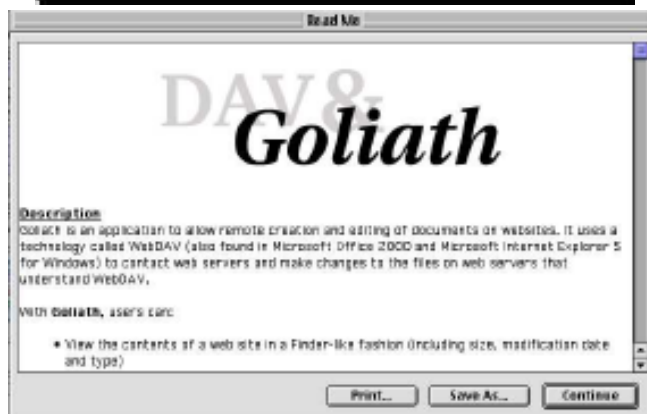 Read Me
DAV&
Goliath
Description
Goliath is an application to allow remote creation and editing of documents on websites. It uses a
technology called WebDAV (also found in Microsoft Office 2000 and Microsoft Internet Explorer 5
for Windows) to contact web servers and make changes to the files on web servers that
understand WebDAV.
With Goliath, users can:
• View the contents of a web site in a Finder-like fashion (including size, modification date
and type)
Print...
Save As...
Continue